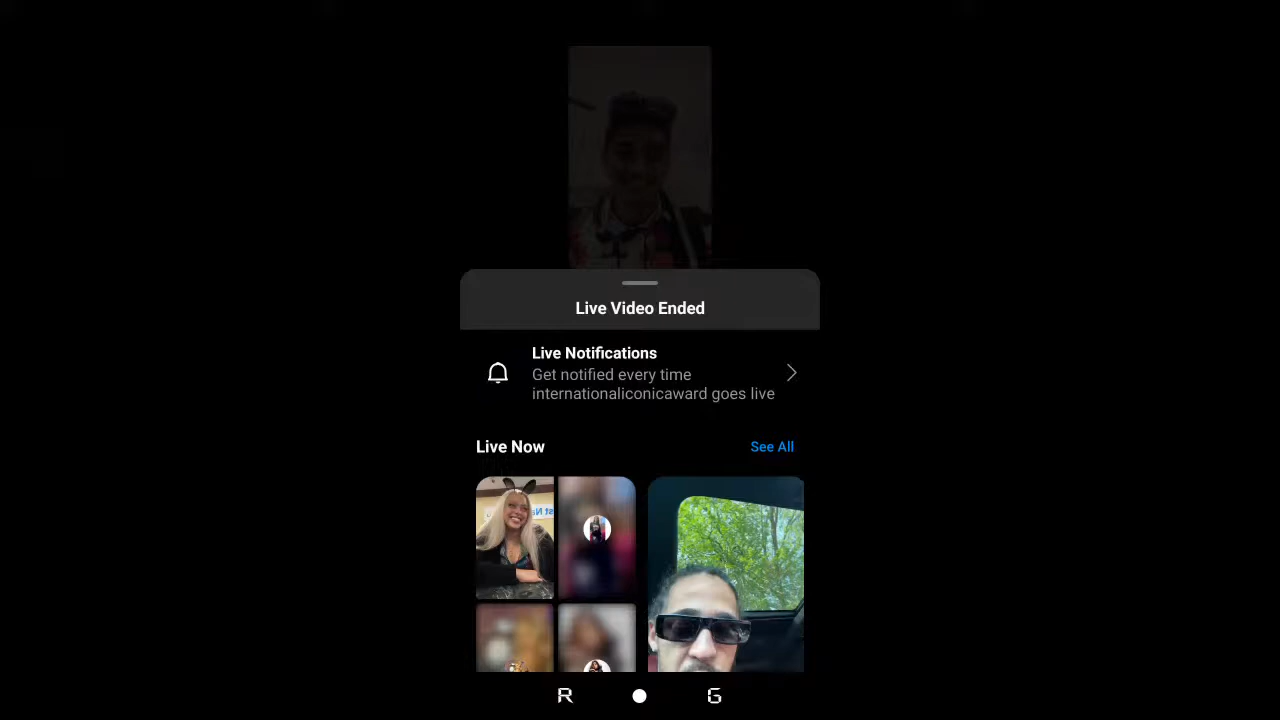 Live Video Ended
Live Notifications
Get notified every time
internationaliconicaward goes live
Live Now
See All
R
G